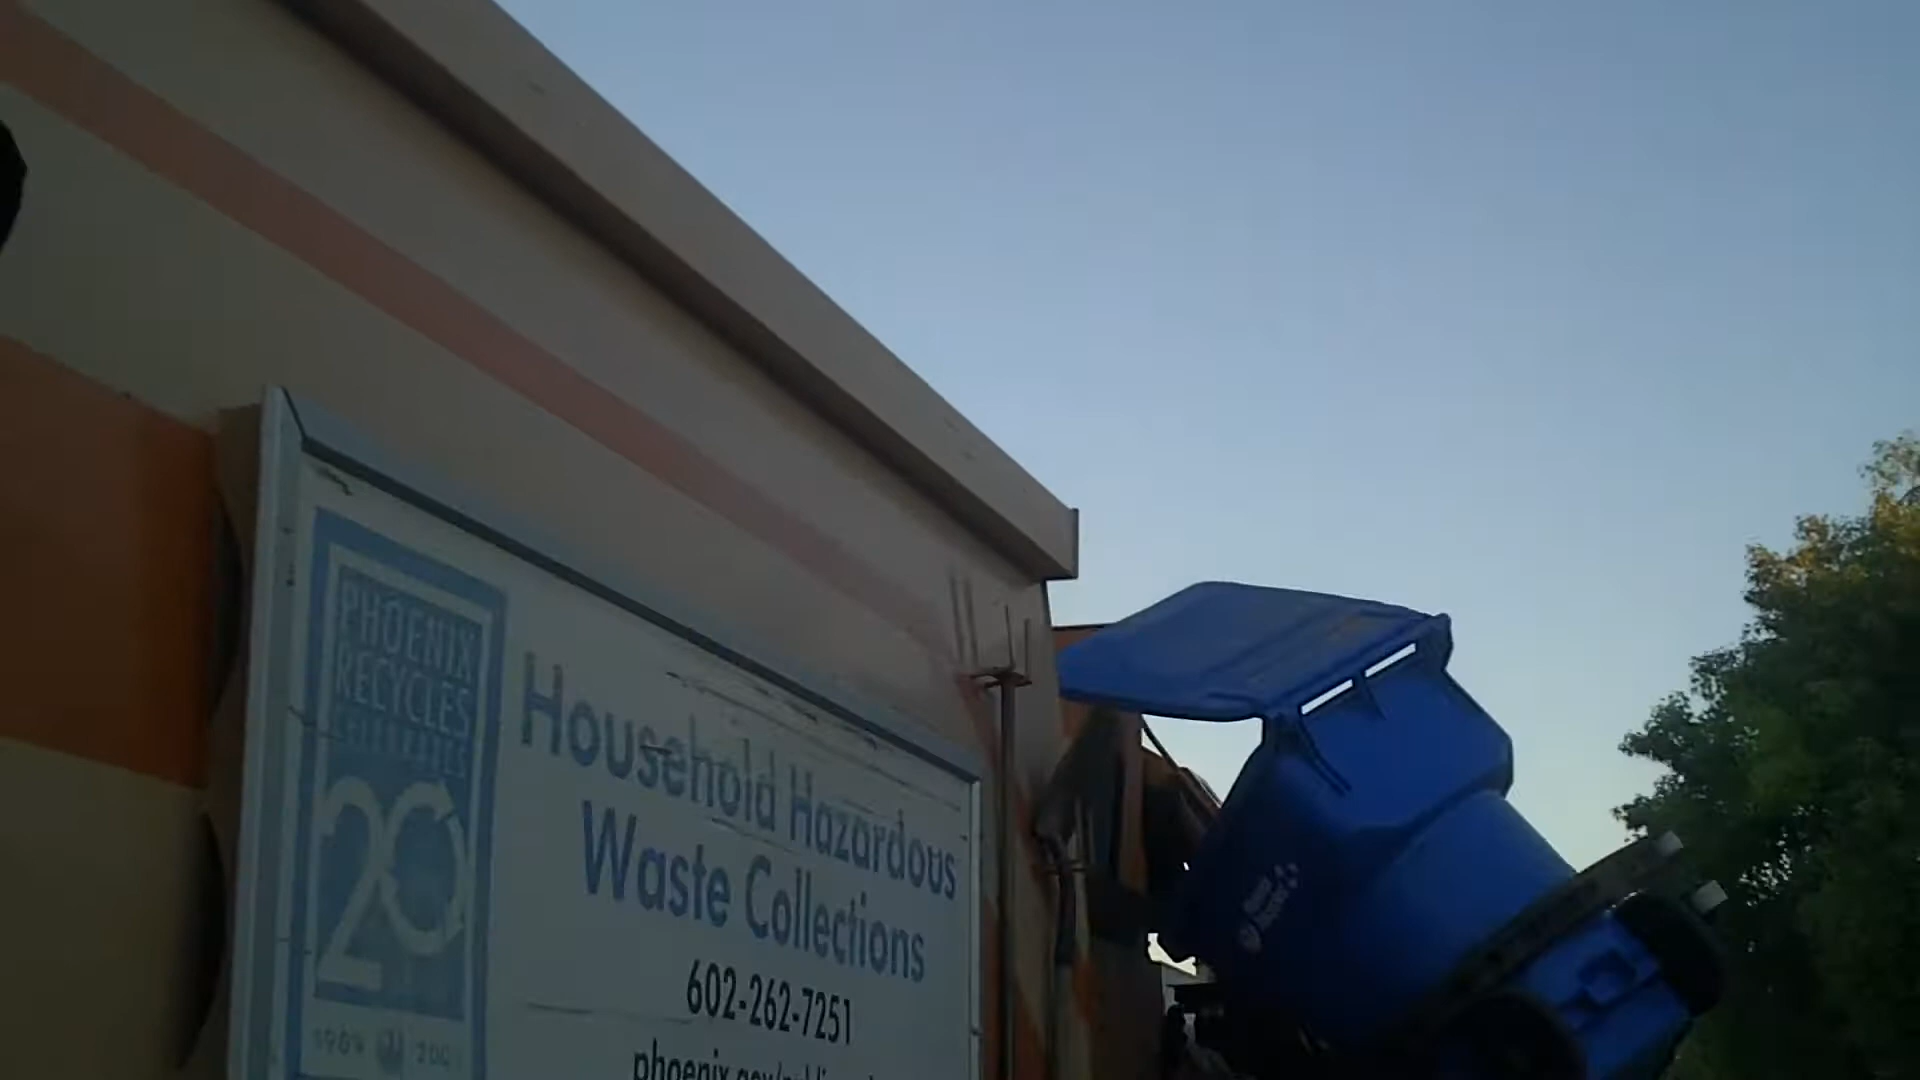 PHOENIX
RECYCLES
20
Household Hazardous
Waste Collections
602-262-7251